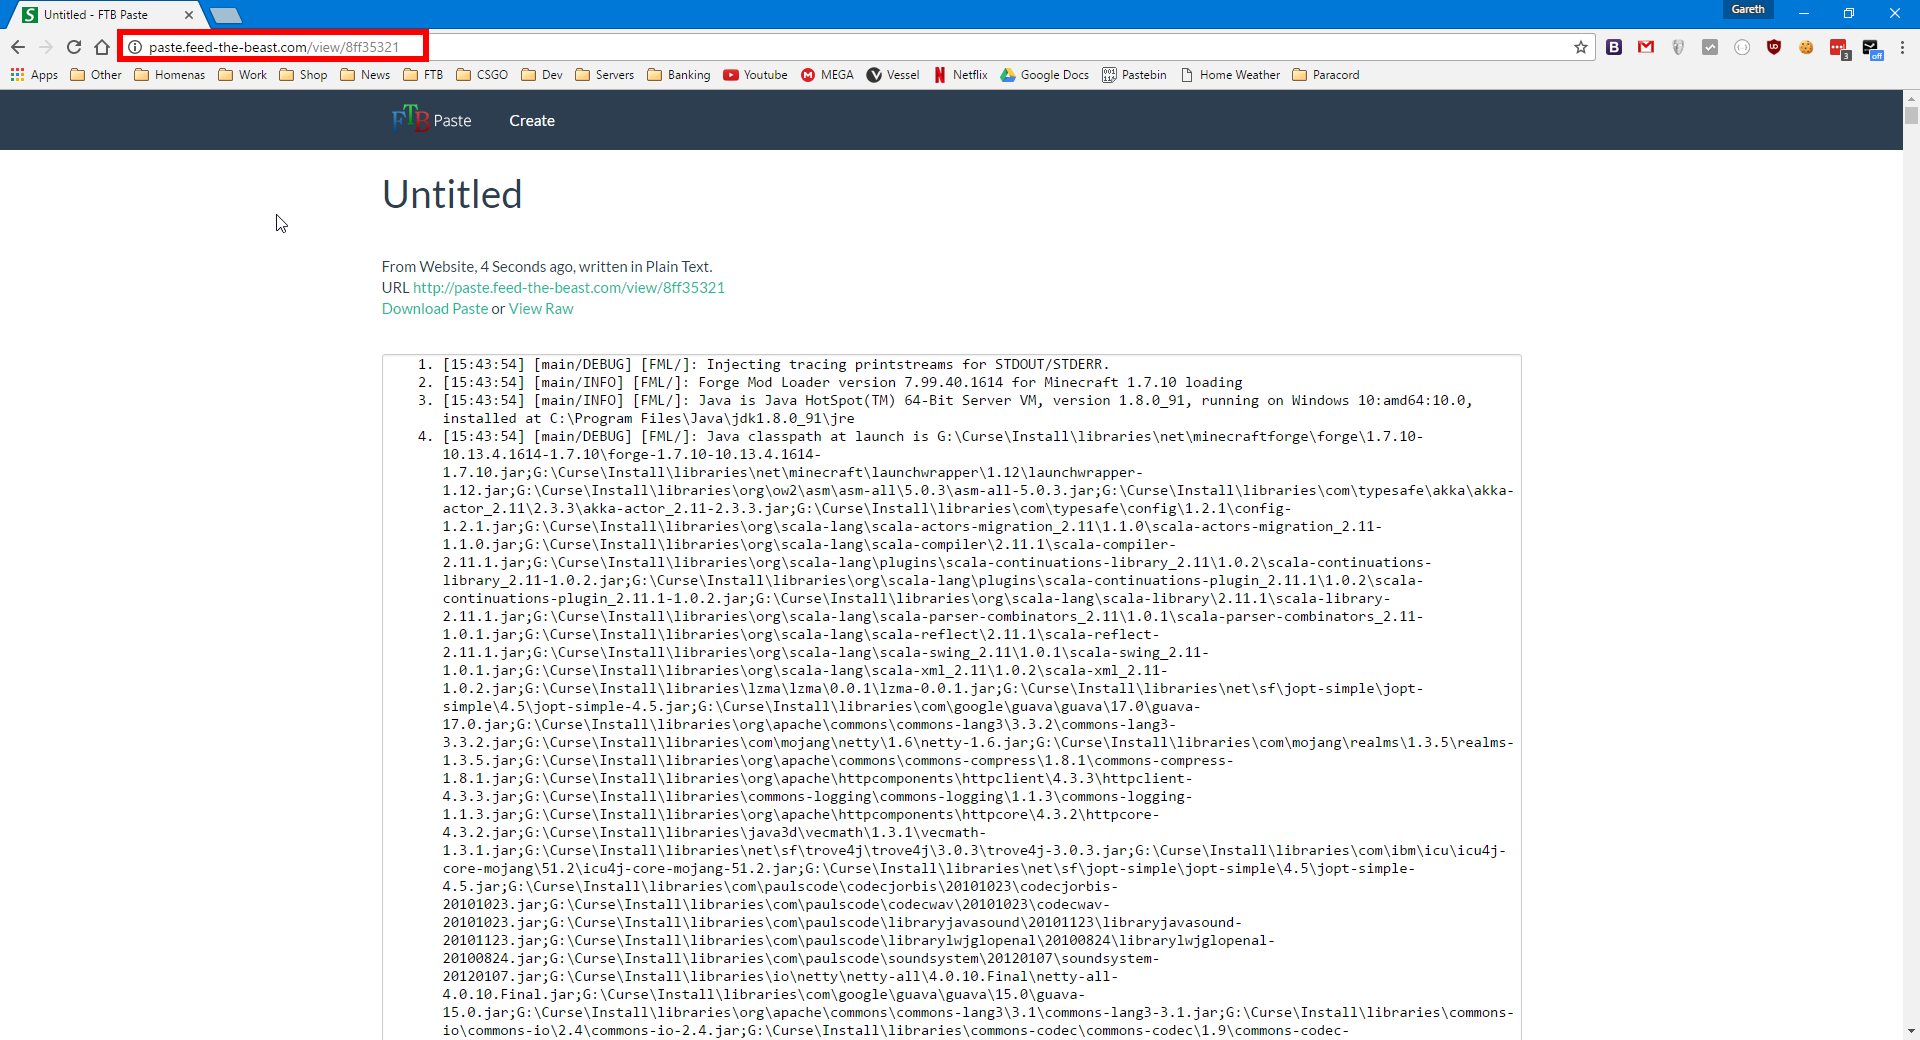 Untitled - FTB Paste
Gareth
paste.feed-the-beast.com/view/8ff35321
Apps Other Homenas Work Shop News FTB CSGO Dev Servers Banking Youtube MEGA Vessel Netflix Google Docs Pastebin Home Weather Paracord
FTB Paste Create
Untitled
From Website, 4 Seconds ago, written in Plain Text.
URL http://paste.feed-the-beast.com/view/8ff35321
Download Paste or View Raw
1. [15:43:54] [main/DEBUG] [FML/]: Injecting tracing printstreams for STDOUT/STDERR.
2. [15:43:54] [main/INFO] [FML/]: Forge Mod Loader version 7.99.40.1614 for Minecraft 1.7.10 loading
3. [15:43:54] [main/INFO] [FML/]: Java is Java HotSpot(TM) 64-Bit Server VM, version 1.8.0_91, running on Windows 10:amd64:10.0,
installed at C:\Program Files\Java\jdk1.8.0_91\jre
4. [15:43:54] [main/DEBUG] [FML/]: Java classpath at launch is G:\Curse\Install\libraries\net\minecraftforge\forge\1.7.10-
10.13.4.1614-1.7.10\forge-1.7.10-10.13.4.1614-
1.7.10.jar;G:\Curse\Install\libraries\net\minecraft\launchwrapper\1.12\launchwrapper-
1.12.jar;G:\Curse\Install\libraries\org\ow2\asm\asm-all\5.0.3\asm-all-5.0.3.jar;G:\Curse\Install\libraries\com\typesafe\akka\akka-
actor_2.11\2.3.3\akka-actor_2.11-2.3.3.jar;G:\Curse\Install\libraries\com\typesafe\config\1.2.1\config-
1.2.1.jar;G:\Curse\Install\libraries\org\scala-lang\scala-actors-migration_2.11\1.1.0\scala-actors-migration_2.11-
1.1.0.jar;G:\Curse\Install\libraries\org\scala-lang\scala-compiler\2.11.1\scala-compiler-
2.11.1.jar;G:\Curse\Install\libraries\org\scala-lang\plugins\scala-continuations-library_2.11\1.0.2\scala-continuations-
library_2.11-1.0.2.jar;G:\Curse\Install\libraries\org\scala-lang\plugins\scala-continuations-plugin_2.11.1\1.0.2\scala-
continuations-plugin_2.11.1-1.0.2.jar;G:\Curse\Install\libraries\org\scala-lang\scala-library\2.11.1\scala-library-
2.11.1.jar;G:\Curse\Install\libraries\org\scala-lang\scala-parser-combinators_2.11\1.0.1\scala-parser-combinators_2.11-
1.0.1.jar;G:\Curse\Install\libraries\org\scala-lang\scala-reflect\2.11.1\scala-reflect-
2.11.1.jar;G:\Curse\Install\libraries\org\scala-lang\scala-swing_2.11\1.0.1\scala-swing_2.11-
1.0.1.jar;G:\Curse\Install\libraries\org\scala-lang\scala-xml_2.11\1.0.2\scala-xml_2.11-
1.0.2.jar;G:\Curse\Install\libraries\lzma\lzma\0.0.1\lzma-0.0.1.jar;G:\Curse\Install\libraries\net\sf\jopt-simple\jopt-
simple\4.5\jopt-simple-4.5.jar;G:\Curse\Install\libraries\com\google\guava\guava\17.0\guava-
17.0.jar;G:\Curse\Install\libraries\org\apache\commons\commons-lang3\3.3.2\commons-lang3-
3.3.2.jar;G:\Curse\Install\libraries\com\mojang\netty\1.6\netty-1.6.jar;G:\Curse\Install\libraries\com\mojang\realms\1.3.5\realms-
1.3.5.jar;G:\Curse\Install\libraries\org\apache\commons\commons-compress\1.8.1\commons-compress-
1.8.1.jar;G:\Curse\Install\libraries\org\apache\httpcomponents\httpclient\4.3.3\httpclient-
4.3.3.jar;G:\Curse\Install\libraries\commons-logging\commons-logging\1.1.3\commons-logging-
1.1.3.jar;G:\Curse\Install\libraries\org\apache\httpcomponents\httpcore\4.3.2\httpcore-
4.3.2.jar;G:\Curse\Install\libraries\java3d\vecmath\1.3.1\vecmath-
1.3.1.jar;G:\Curse\Install\libraries\net\sf\trove4j\trove4j\3.0.3\trove4j-3.0.3.jar;G:\Curse\Install\libraries\com\ibm\icu\icu4j-
core-mojang\51.2\icu4j-core-mojang-51.2.jar;G:\Curse\Install\libraries\net\sf\jopt-simple\jopt-simple\4.5\jopt-simple-
4.5.jar;G:\Curse\Install\libraries\com\paulscode\codecjorbis\20101023\codecjorbis-
20101023.jar;G:\Curse\Install\libraries\com\paulscode\codecwav\20101023\codecwav-
20101023.jar;G:\Curse\Install\libraries\com\paulscode\libraryjavasound\20101123\libraryjavasound-
20101123.jar;G:\Curse\Install\libraries\com\paulscode\librarylwjglopenal\20100824\librarylwjglopenal-
20100824.jar;G:\Curse\Install\libraries\com\paulscode\soundsystem\20120107\soundsystem-
20120107.jar;G:\Curse\Install\libraries\io\netty\netty-all\4.0.10.Final\netty-all-
4.0.10.Final.jar;G:\Curse\Install\libraries\com\google\guava\guava\15.0\guava-
15.0.jar;G:\Curse\Install\libraries\org\apache\commons\commons-lang3\3.1\commons-lang3-3.1.jar;G:\Curse\Install\libraries\commons-
io\commons-io\2.4\commons-io-2.4.jar;G:\Curse\Install\libraries\commons-codec\commons-codec\1.9\commons-codec-